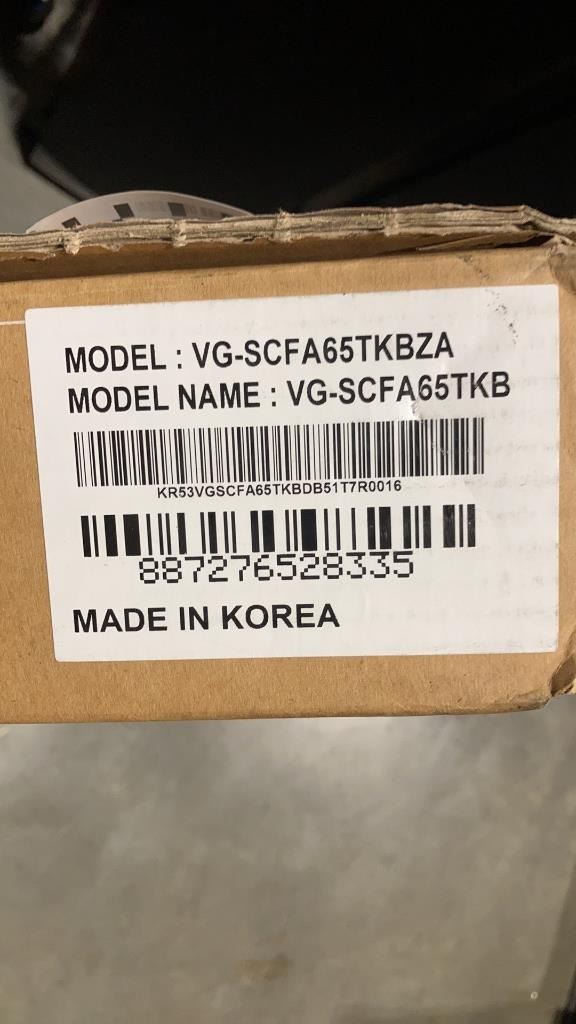 MODEL : VG-SCFA65TKBZA
MODEL NAME : VG-SCFA65TKB
KR53VGSCFA65TKBDB51T7R0016
887276528335
MADE IN KOREA